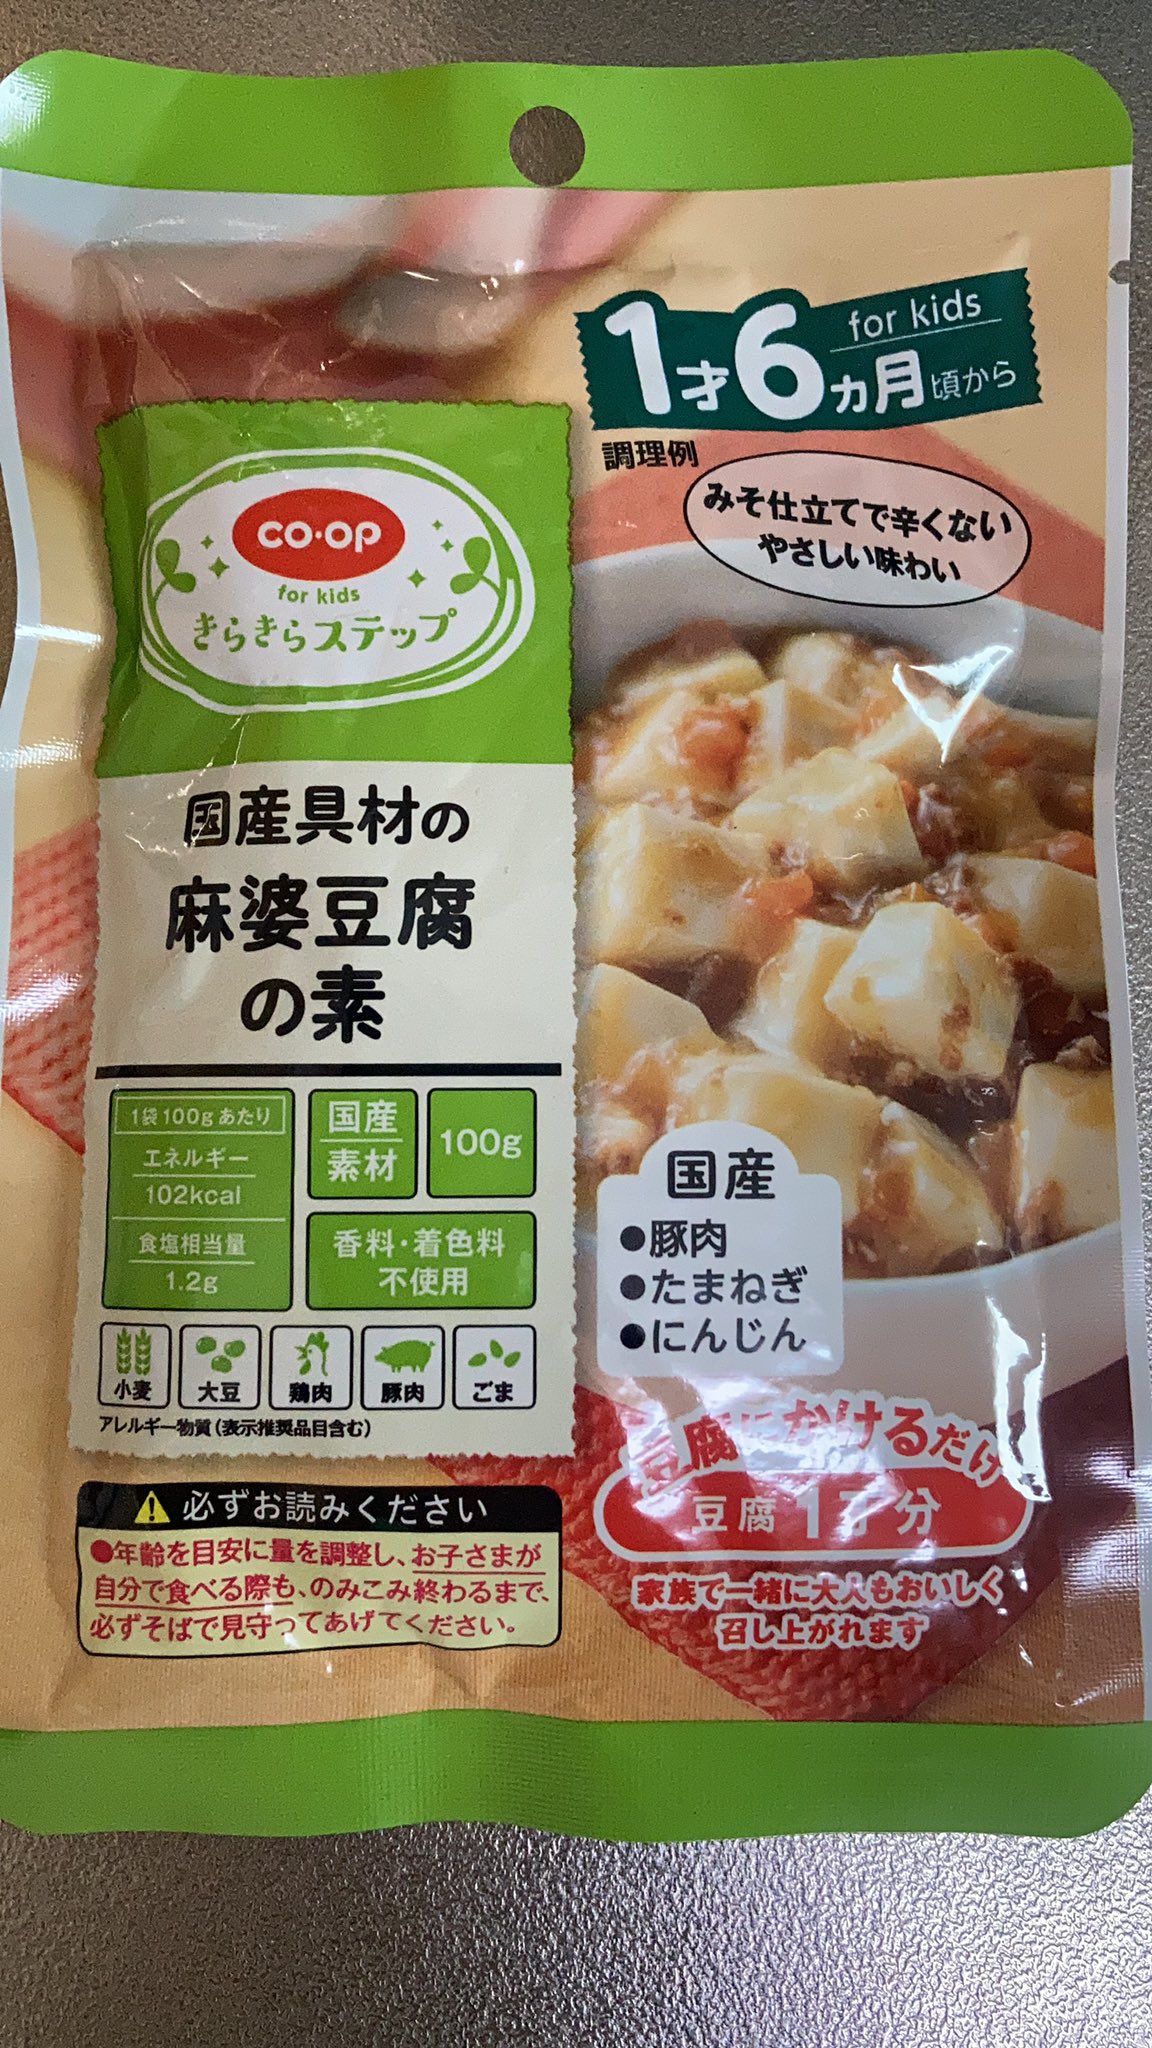 1才6ヵ月頃から
for kids
調理例
みそ仕立てで辛くない
やさしい味わい
co・op
for kids
きらきらステップ
国産具材の
麻婆豆腐
の素
1袋100gあたり
エネルギー
102kcal
食塩相当量
1.2g
国産
素材
100g
香料・着色料
不使用
小麦
大豆
鶏肉
豚肉
ごま
アレルギー物質(表示推奨品目含む)
国産
●豚肉
●たまねぎ
●にんじん
豆腐にかけるだけ
豆腐1丁分
家族で一緒に大人もおいしく
召し上がれます
必ずお読みください
●年齢を目安に量を調整し、お子さまが
自分で食べる際も、のみこみ終わるまで、
必ずそばで見守ってあげてください。